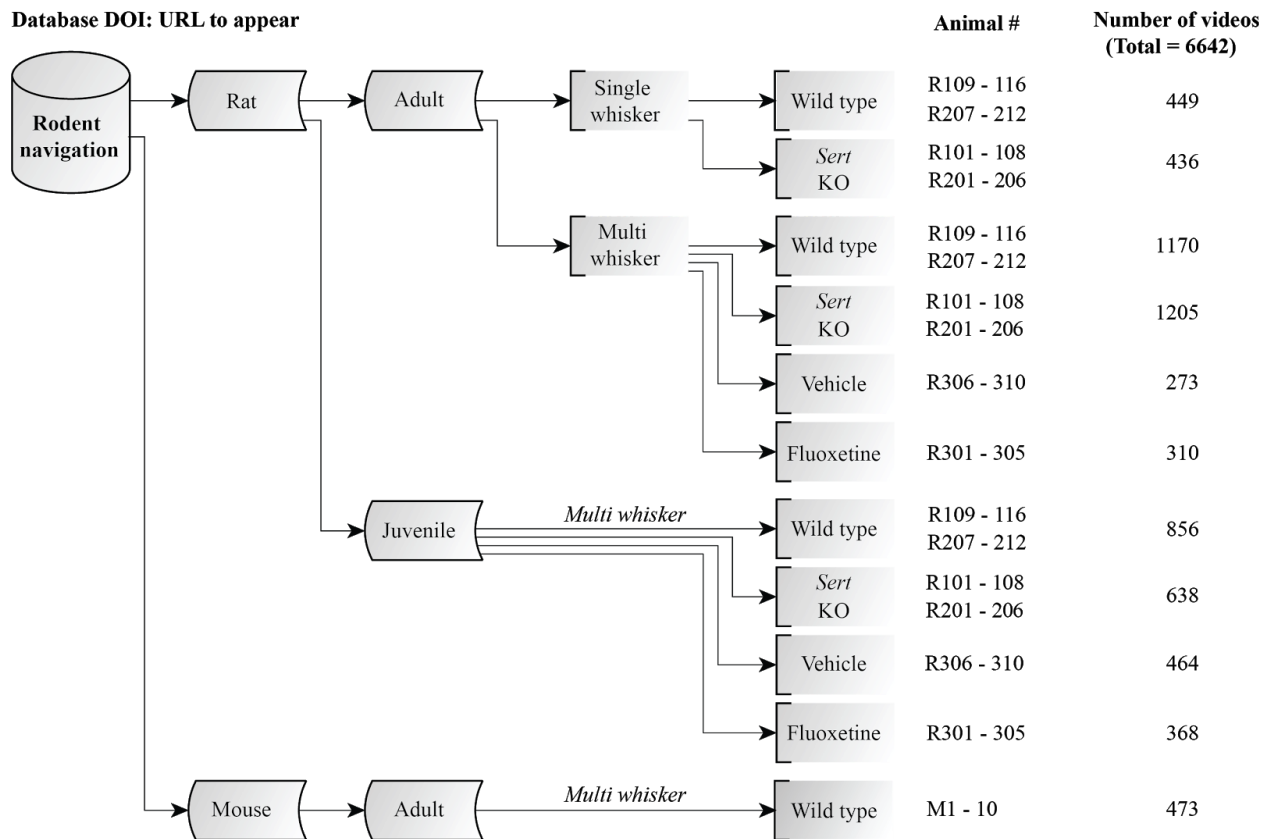 Database DOI: URL to appear
Animal #
Number of videos
(Total = 6642)
Rodent
navigation
Rat
Adult
Single
whisker
Wild type
R109 - 116
R207 - 212
449
Sert
KO
R101 - 108
R201 - 206
436
Multi
whisker
Wild type
R109 - 116
R207 - 212
1170
Sert
KO
R101 - 108
R201 - 206
1205
Vehicle
R306 - 310
273
Fluoxetine
R301 - 305
310
Juvenile
Multi whisker
Wild type
R109 - 116
R207 - 212
856
Sert
KO
R101 - 108
R201 - 206
638
Vehicle
R306 - 310
464
Fluoxetine
R301 - 305
368
Mouse
Adult
Multi whisker
Wild type
M1 - 10
473